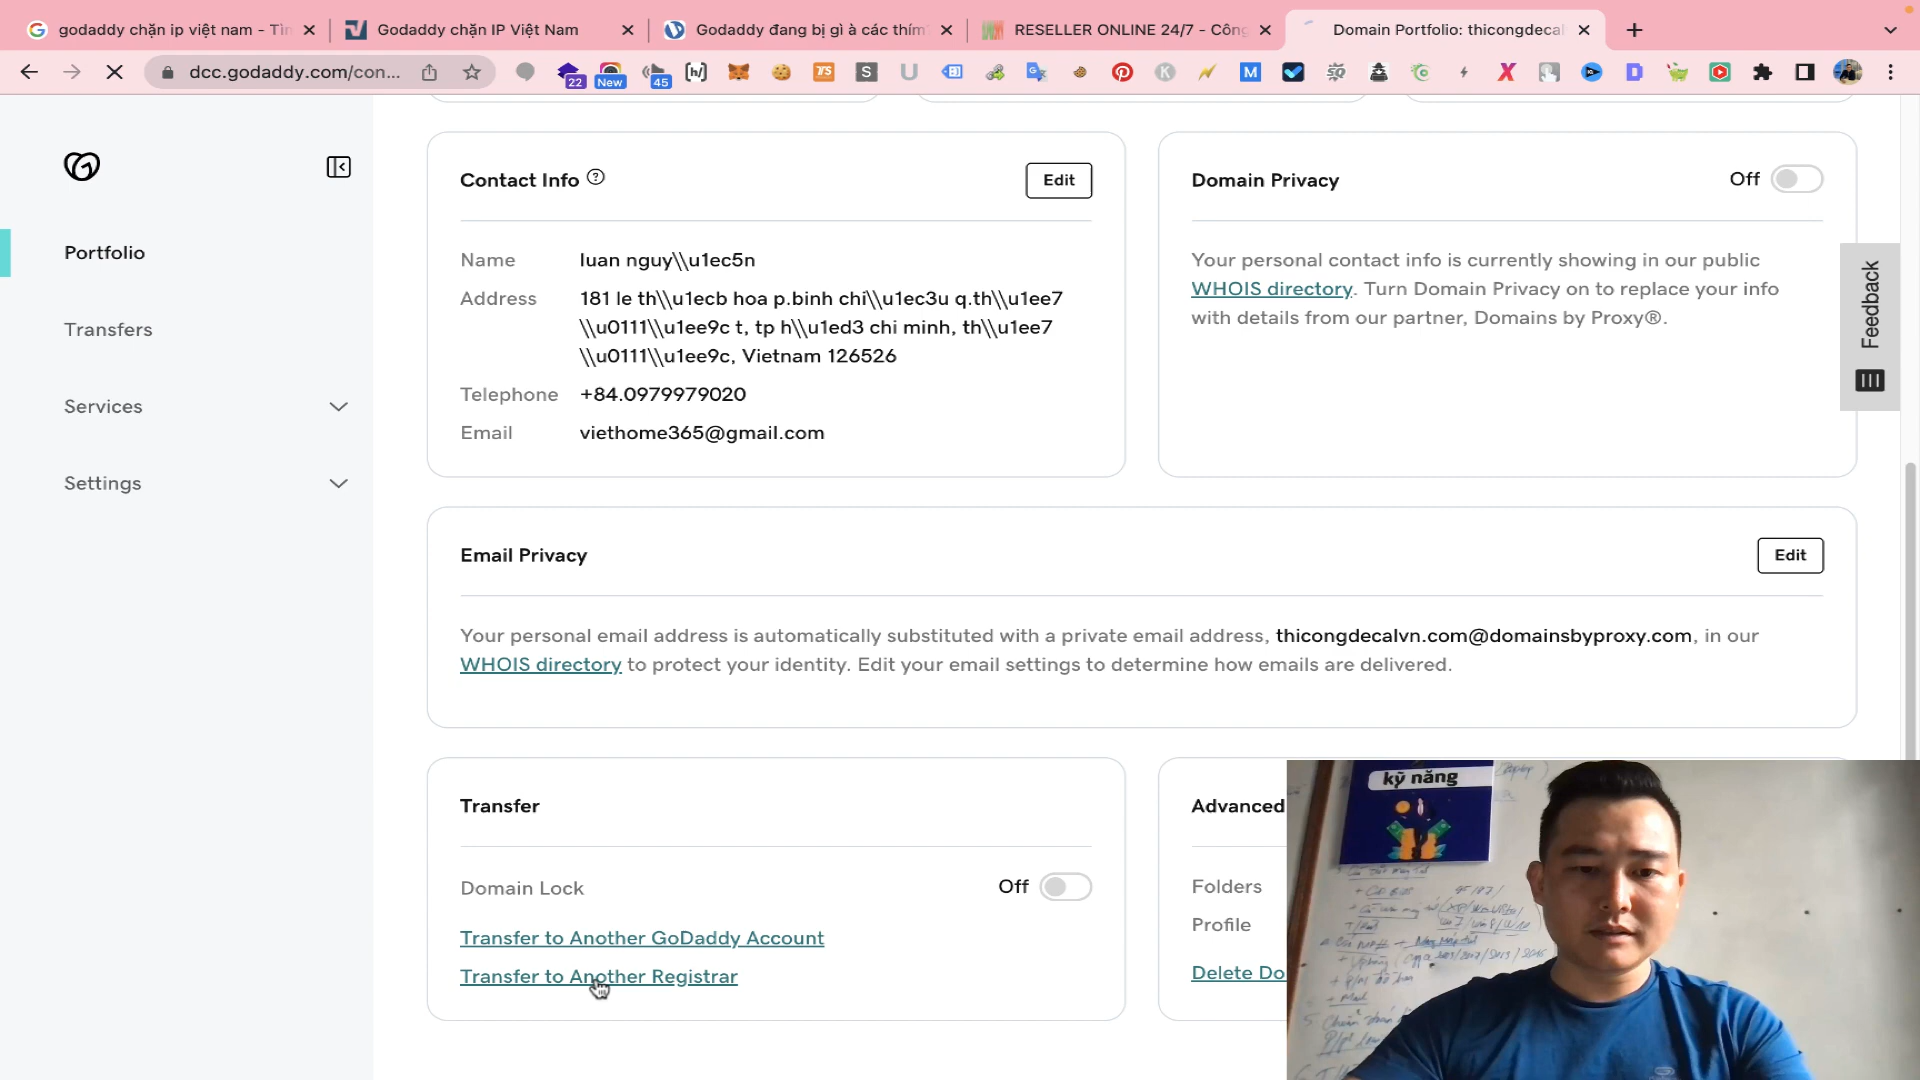 godaddy chặn ip việt nam - Tìn
Godaddy chặn IP Việt Nam
Godaddy đang bị gì à các thím
RESELLER ONLINE 24/7 - Công
Domain Portfolio: thicongdecal
dcc.godaddy.com/con...
22
New
45
Portfolio
Transfers
Services
Settings
Contact Info
Edit
Name luan nguy\\u1ec5n
Address 181 le th\\u1ecb hoa p.binh chi\\u1ec3u q.th\\u1ee7
\\u0111\\u1ee9c t, tp h\\u1ed3 chi minh, th\\u1ee7
\\u0111\\u1ee9c, Vietnam 126526
Telephone +84.0979979020
Email viethome365@gmail.com
Domain Privacy Off
Your personal contact info is currently showing in our public
WHOIS directory. Turn Domain Privacy on to replace your info
with details from our partner, Domains by Proxy®.
Feedback
Email Privacy
Edit
Your personal email address is automatically substituted with a private email address, thicongdecalvn.com@domainsbyproxy.com, in our
WHOIS directory to protect your identity. Edit your email settings to determine how emails are delivered.
Transfer
Domain Lock Off
Transfer to Another GoDaddy Account
Transfer to Another Registrar
Advanced
Folders
Profile
Delete Do
kỹ năng